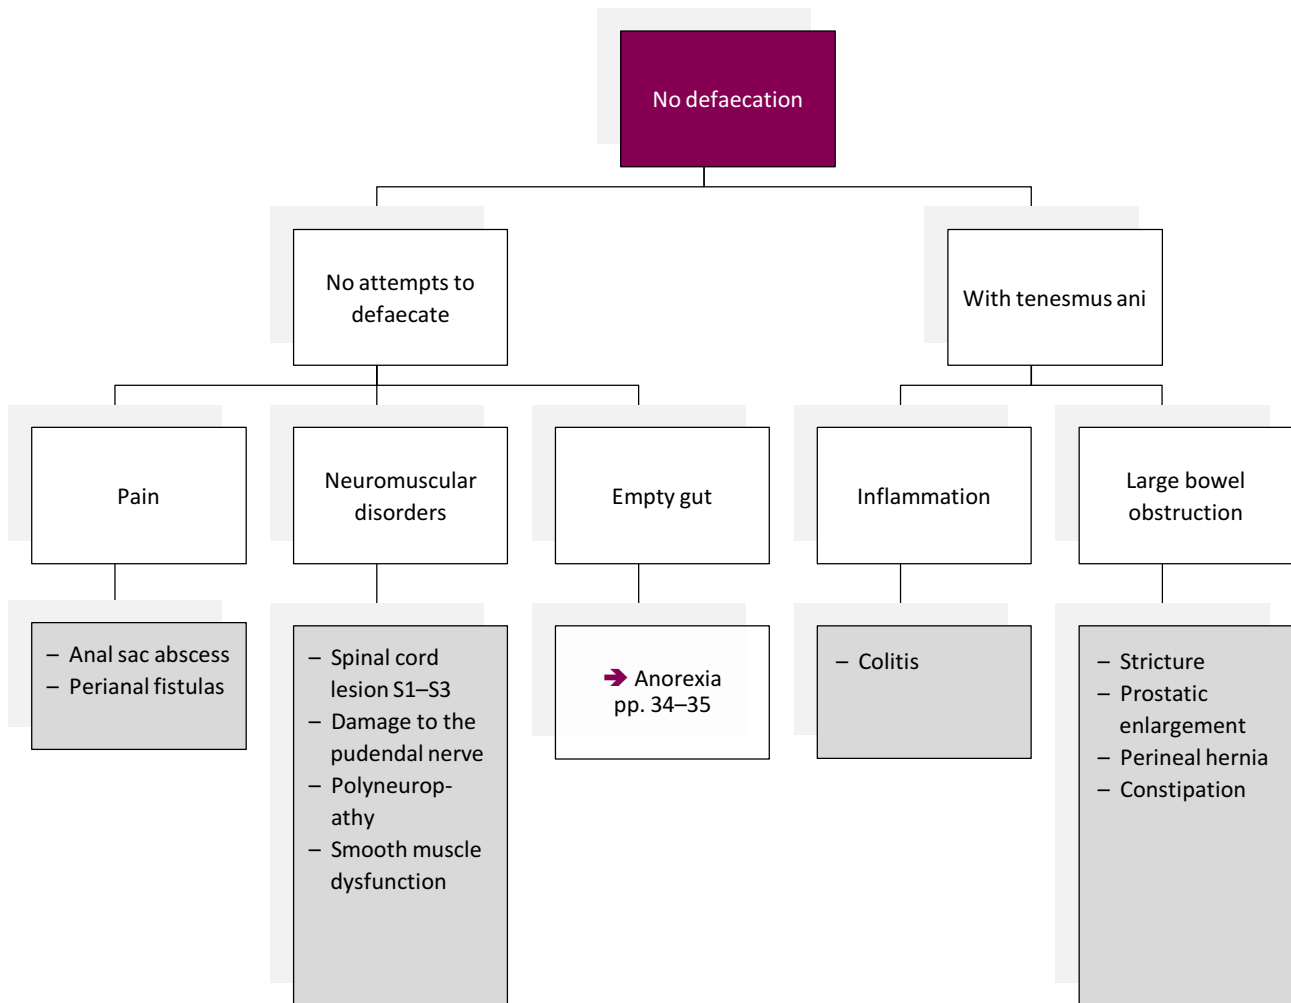 No defaecation
No attempts to
defaecate
With tenesmus ani
Pain
Neuromuscular
disorders
Empty gut
Inflammation
Large bowel
obstruction
– Anal sac abscess
– Perianal fistulas
– Spinal cord
lesion S1–S3
– Damage to the
pudendal nerve
– Polyneurop-
athy
– Smooth muscle
dysfunction
➔ Anorexia
pp. 34–35
– Colitis
– Stricture
– Prostatic
enlargement
– Perineal hernia
– Constipation